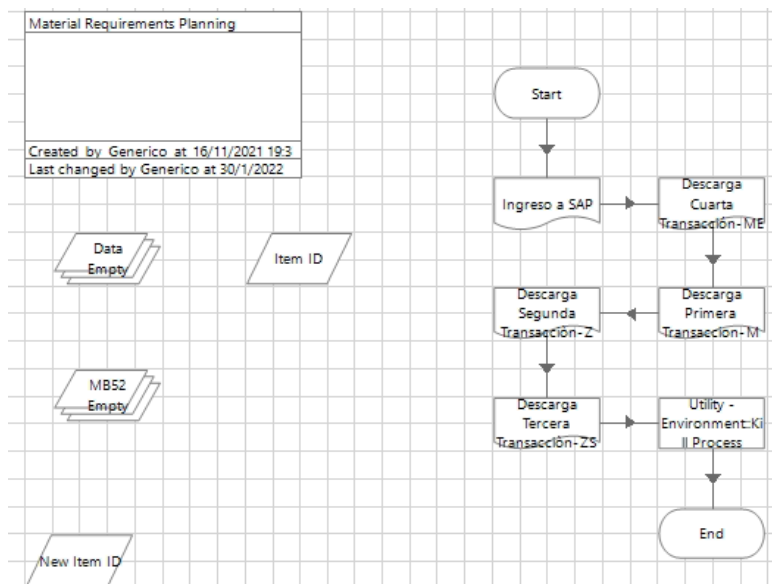 Material Requirements Planning
Created by Generico at 16/11/2021 19:3
Last changed by Generico at 30/1/2022
Data
Empty
Item ID
MB52
Empty
New Item ID
Start
Ingreso a SAP
Descarga
Cuarta
Transacción-ME
Descarga
Primera
Transacción-M
Descarga
Segunda
Transacción-Z
Descarga
Tercera
Transacción-ZS
Utility -
Environment::Ki
ll Process
End